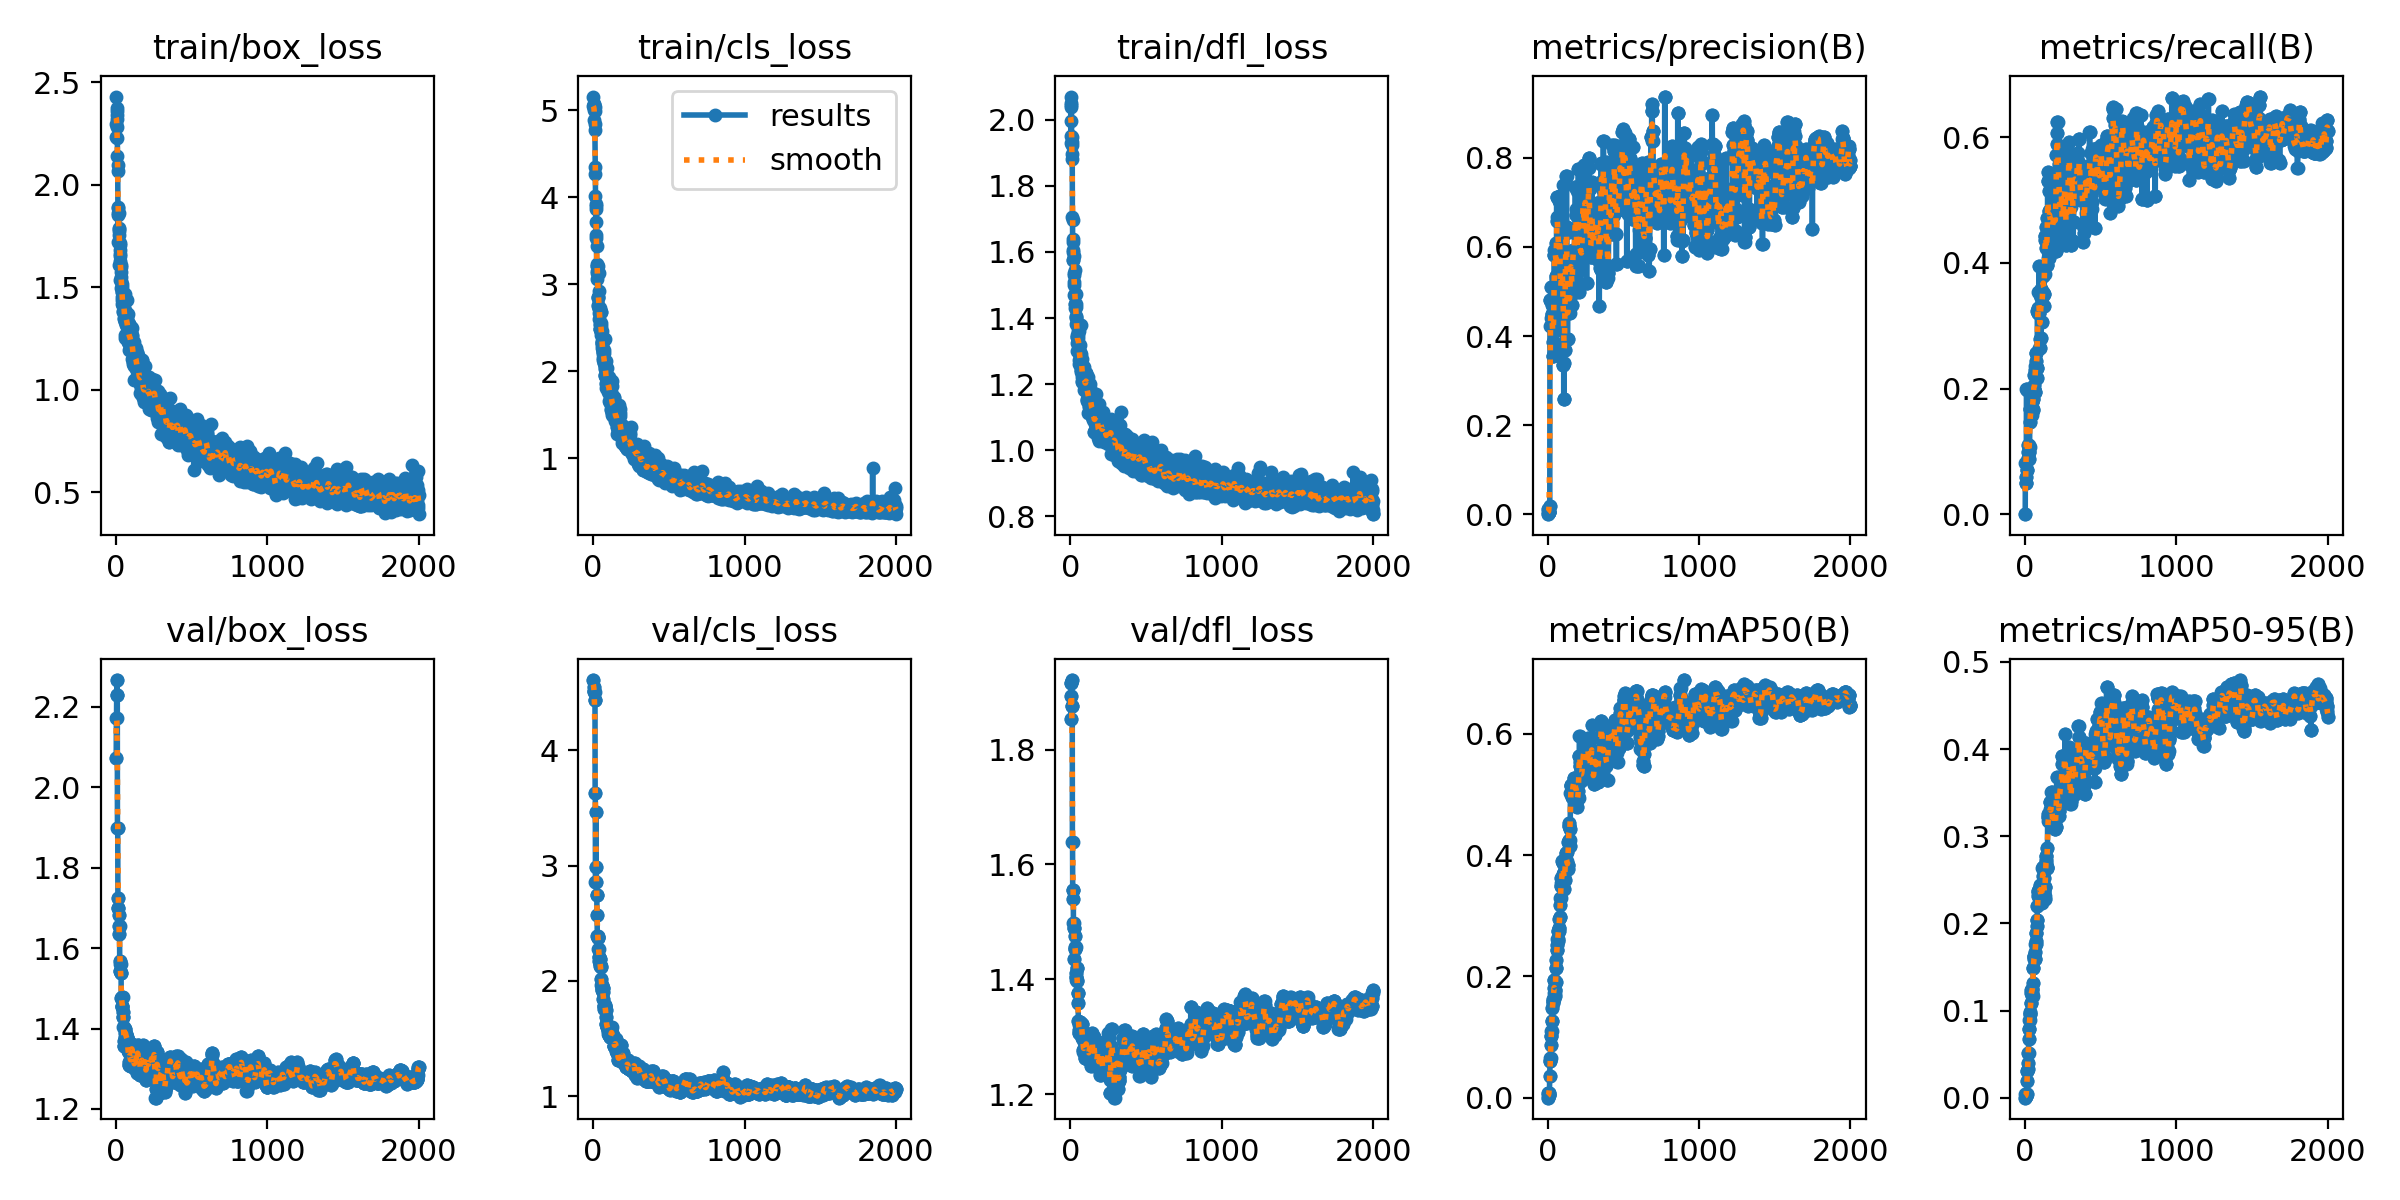 train/box_loss
train/cls_loss
train/dfl_loss
metrics/precision(B)
metrics/recall(B)
2.5
2.0
1.5
1.0
0.5
0 1000 2000
5
4
3
2
1
0 1000 2000
results
smooth
2.0
1.8
1.6
1.4
1.2
1.0
0.8
0 1000 2000
0.8
0.6
0.4
0.2
0.0
0 1000 2000
0.6
0.4
0.2
0.0
0 1000 2000
val/box_loss
val/cls_loss
val/dfl_loss
metrics/mAP50(B)
metrics/mAP50-95(B)
2.2
2.0
1.8
1.6
1.4
1.2
0 1000 2000
4
3
2
1
0 1000 2000
1.8
1.6
1.4
1.2
0 1000 2000
0.6
0.4
0.2
0.0
0 1000 2000
0.5
0.4
0.3
0.2
0.1
0.0
0 1000 2000